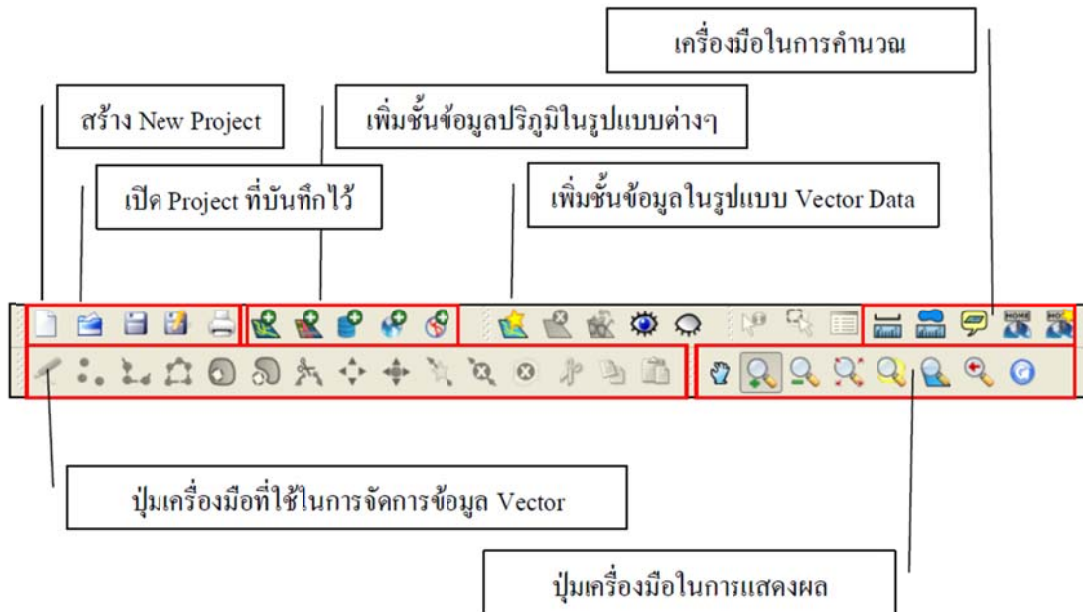 เครื่องมือในการคำนวณ
สร้าง New Project
เพิ่มชั้นข้อมูลปริภูมิในรูปแบบต่างๆ
เปิด Project ที่บันทึกไว้
เพิ่มชั้นข้อมูลในรูปแบบ Vector Data
HOME
ปุ่มเครื่องมือที่ใช้ในการจัดการข้อมูล Vector
ปุ่มเครื่องมือในการแสดงผล